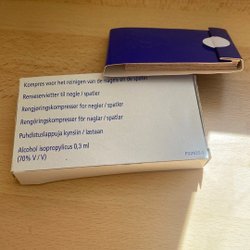 Kompres voor het reinigen van de nagels en de spatel
Renseservietter til negle / spatler
Rengjøringskompresser for negler / spatler
Rengöringskompresser för naglar / spatlar
Puhdistuslappuja kynsiin / lastaan
Alcohol isopropylicus 0,3 ml
(70% V / V)